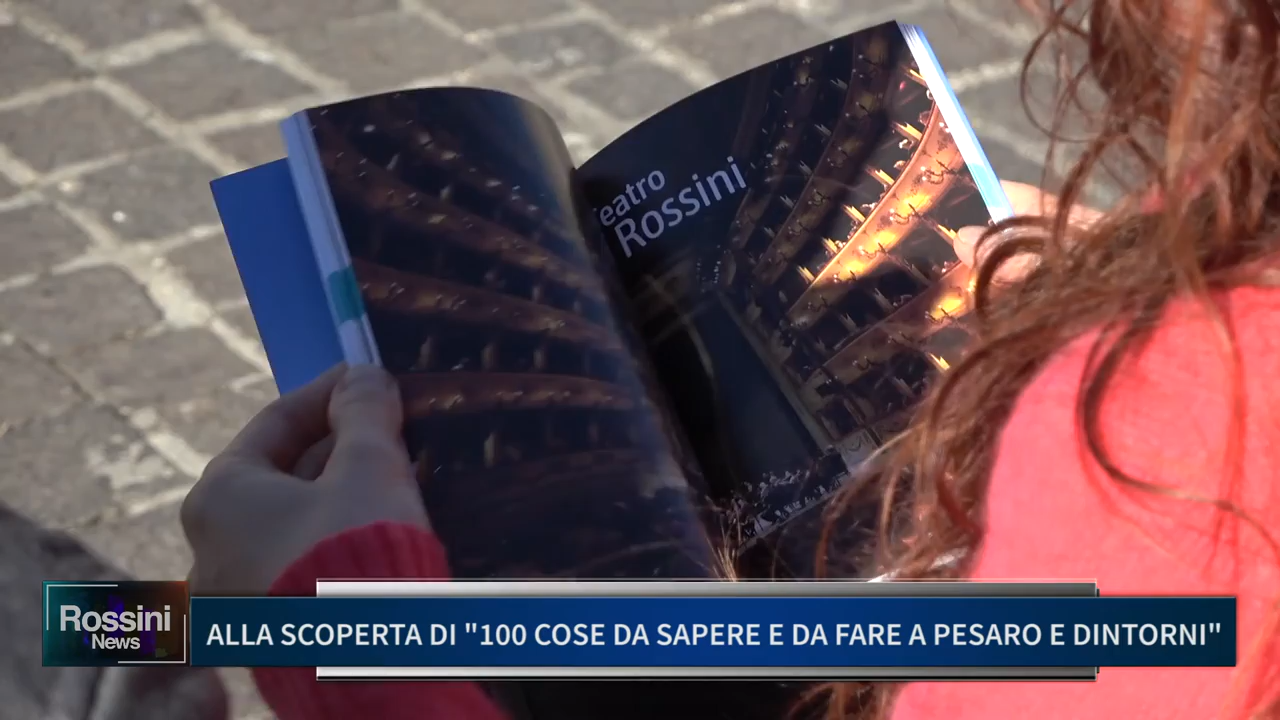 Teatro
Rossini
Rossini
News
ALLA SCOPERTA DI "100 COSE DA SAPERE E DA FARE A PESARO E DINTORNI"